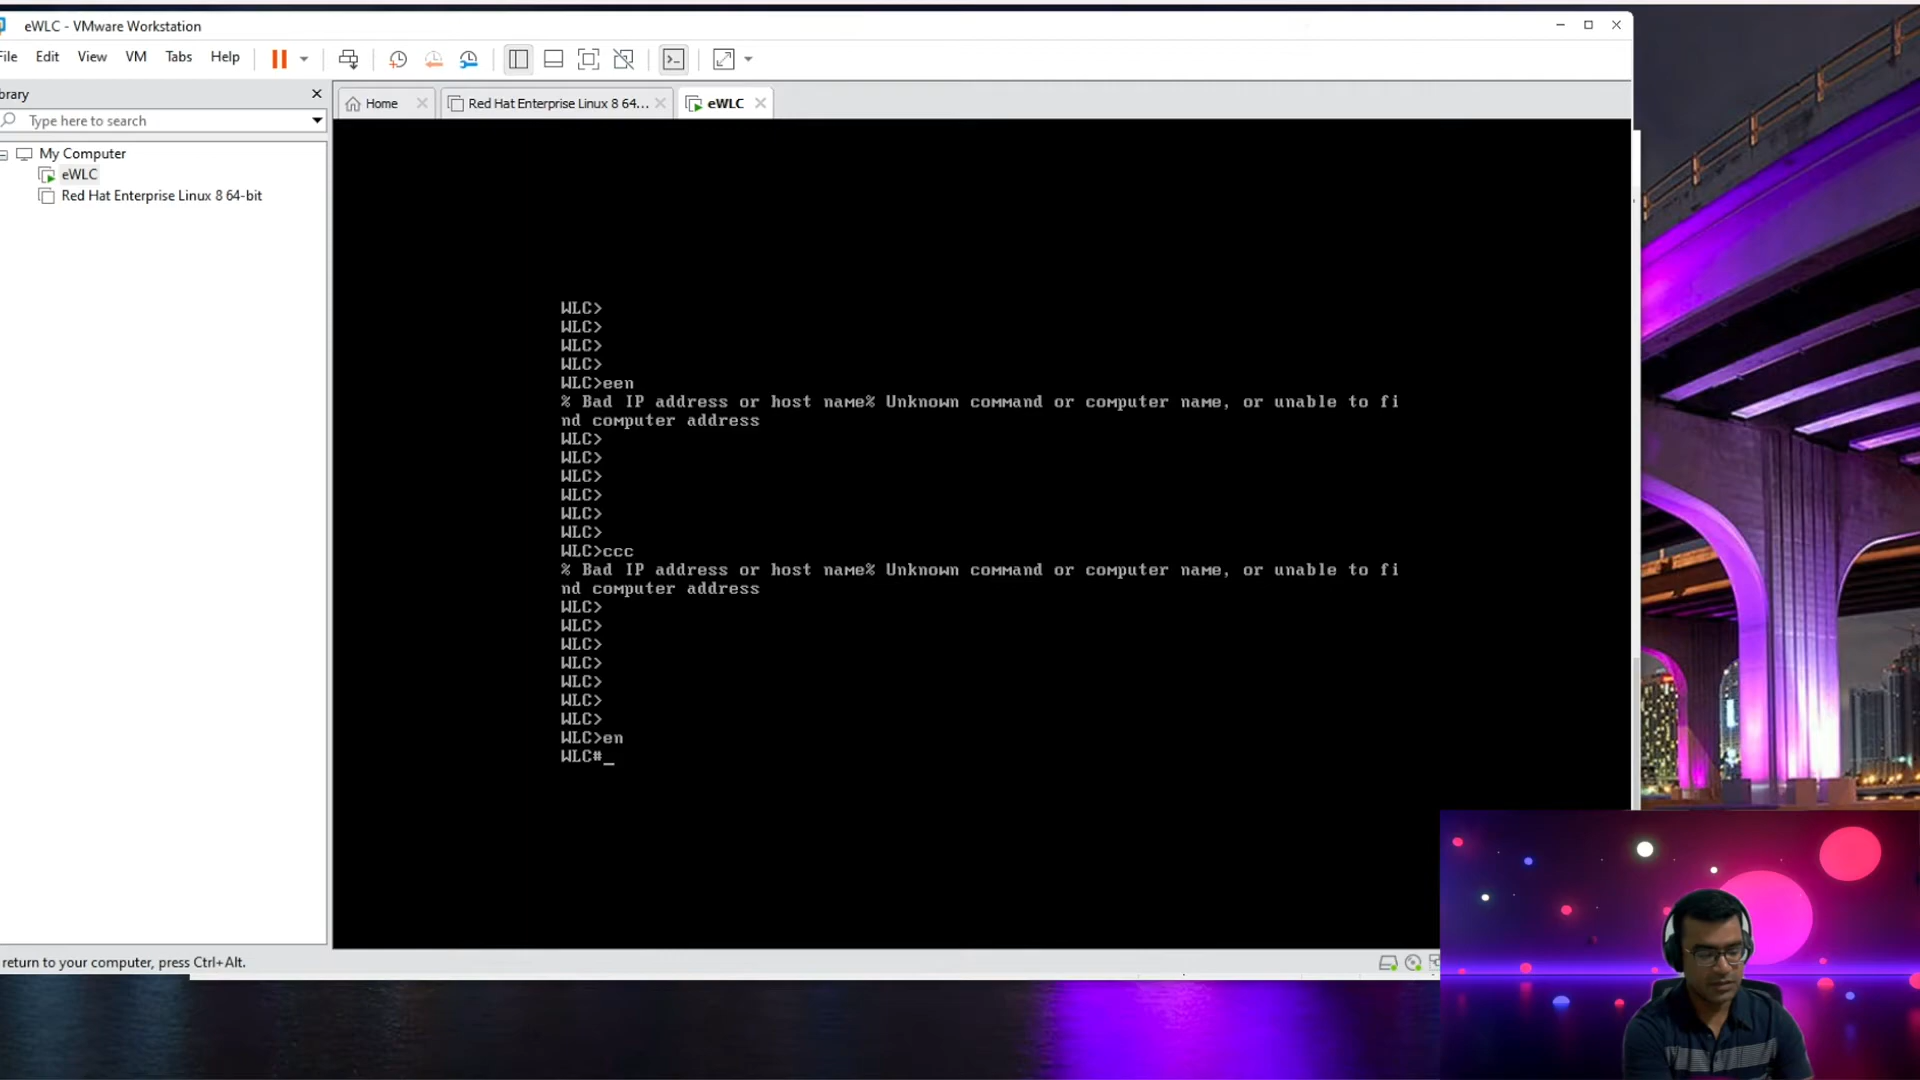 eWLC - VMware Workstation
File Edit View VM Tabs Help
brary
Type here to search
My Computer
eWLC
Red Hat Enterprise Linux 8 64-bit
Home
Red Hat Enterprise Linux 8 64...
eWLC
WLC>
WLC>
WLC>
WLC>
WLC>een
% Bad IP address or host name% Unknown command or computer name, or unable to fi
nd computer address
WLC>
WLC>
WLC>
WLC>
WLC>
WLC>
WLC>ccc
% Bad IP address or host name% Unknown command or computer name, or unable to fi
nd computer address
WLC>
WLC>
WLC>
WLC>
WLC>
WLC>
WLC>
WLC>en
WLC#_
return to your computer, press Ctrl+Alt.